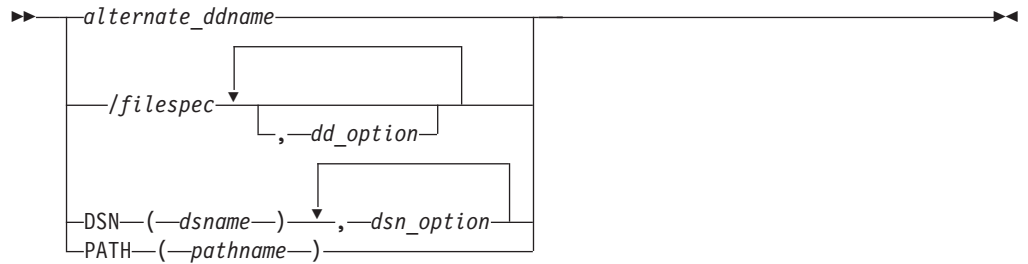 alternate_ddname
/filespec
, dd_option
DSN ( dsname ) , dsn_option
PATH ( pathname )